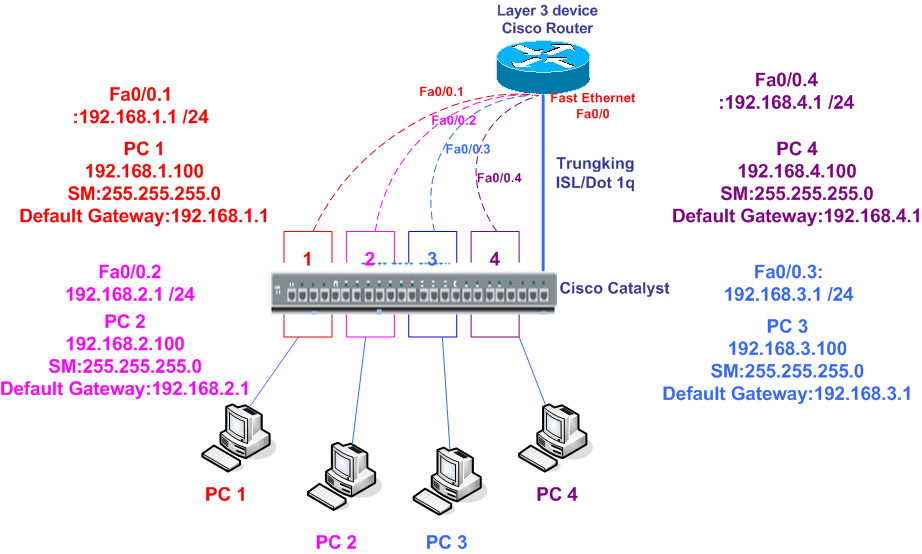 Layer 3 device
Cisco Router
Fa0/0.1
:192.168.1.1 /24
PC 1
192.168.1.100
SM:255.255.255.0
Default Gateway:192.168.1.1
Fa0/0.2
192.168.2.1 /24
PC 2
192.168.2.100
SM:255.255.255.0
Default Gateway:192.168.2.1
Fa0/0.1
Fa0/0.2
Fa0/0.3
Fa0/0.4
Fast Ethernet
Fa0/0
Trungking
ISL/Dot 1q
1
2
3
4
Cisco Catalyst
Fa0/0.4
:192.168.4.1 /24
PC 4
192.168.4.100
SM:255.255.255.0
Default Gateway:192.168.4.1
Fa0/0.3:
192.168.3.1 /24
PC 3
192.168.3.100
SM:255.255.255.0
Default Gateway:192.168.3.1
PC 1
PC 2
PC 3
PC 4